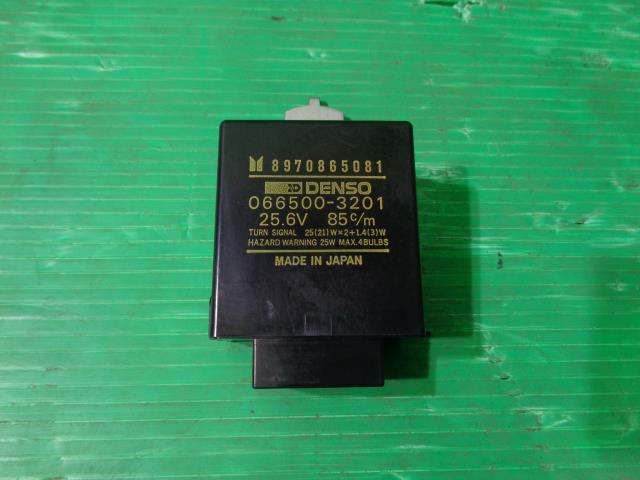 8970865081
DENSO
066500-3201
25.6V 85c/m
TURN SIGNAL 25(21)W×2+1.4(3)W
HAZARD WARNING 25W MAX.4BULBS
MADE IN JAPAN